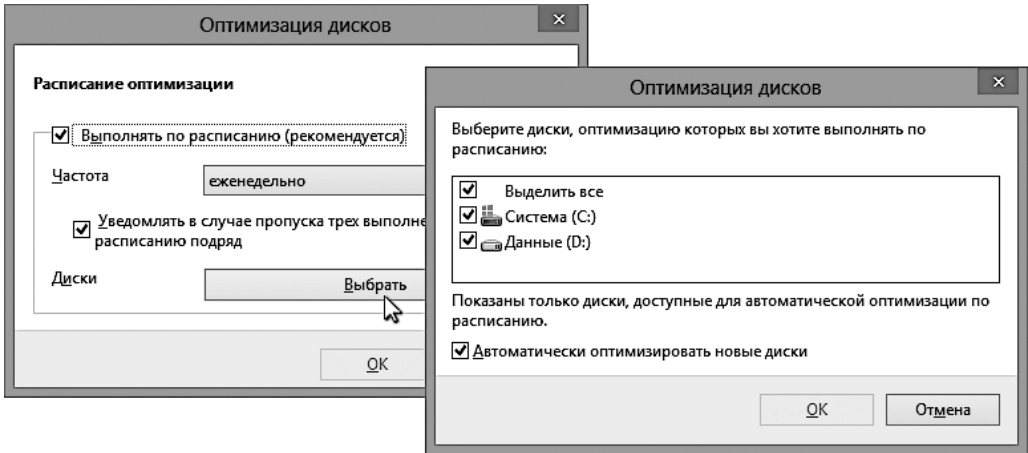 Оптимизация дисков
Расписание оптимизации
Выполнять по расписанию (рекомендуется)
Частота
еженедельно
Уведомлять в случае пропуска трех
расписанию подряд
Диски
Выбрать
OK
Оптимизация дисков
Выберите диски, оптимизацию которых вы хотите выполнять по
расписанию:
Выделить все
Система (C:)
Данные (D:)
Показаны только диски, доступные для автоматической оптимизации по
расписанию.
Автоматически оптимизировать новые диски
OK
Отмена